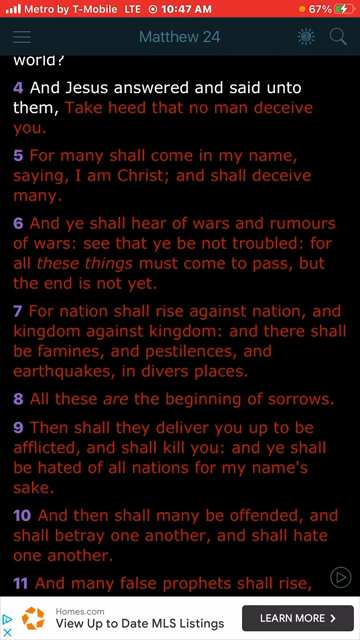 Metro by T-Mobile LTE 10:47 AM 67%
Matthew 24
world?
4 And Jesus answered and said unto
them, Take heed that no man deceive
you.
5 For many shall come in my name,
saying, I am Christ; and shall deceive
many.
6 And ye shall hear of wars and rumours
of wars: see that ye be not troubled: for
all these things must come to pass, but
the end is not yet.
7 For nation shall rise against nation, and
kingdom against kingdom: and there shall
be famines, and pestilences, and
earthquakes, in divers places.
8 All these are the beginning of sorrows.
9 Then shall they deliver you up to be
afflicted, and shall kill you: and ye shall
be hated of all nations for my name's
sake.
10 And then shall many be offended, and
shall betray one another, and shall hate
one another.
11 And many false prophets shall rise,
Homes.com
View Up to Date MLS Listings
LEARN MORE >